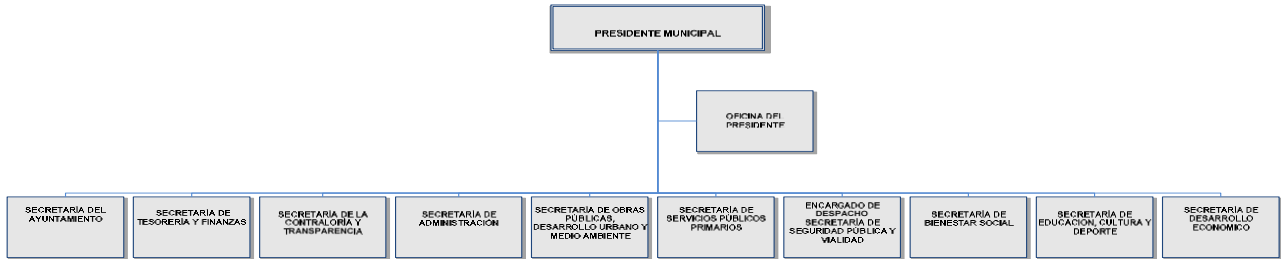 PRESIDENTE MUNICIPAL
OFICINA DEL
PRESIDENTE
SECRETARÍA DEL
AYUNTAMIENTO
SECRETARÍA DE
TESORERÍA Y FINANZAS
SECRETARÍA DE LA
CONTRALORÍA Y
TRANSPARENCIA
SECRETARÍA DE
ADMINISTRACIÓN
SECRETARÍA DE OBRAS
PÚBLICAS,
DESARROLLO URBANO Y
MEDIO AMBIENTE
SECRETARÍA DE
SERVICIOS PÚBLICOS
PRIMARIOS
ENCARGADO DE
DESPACHO
SECRETARÍA DE
SEGURIDAD PÚBLICA Y
VIALIDAD
SECRETARÍA DE
BIENESTAR SOCIAL
SECRETARÍA DE
EDUCACION, CULTURA Y
DEPORTE
SECRETARÍA DE
DESARROLLO
ECONOMICO